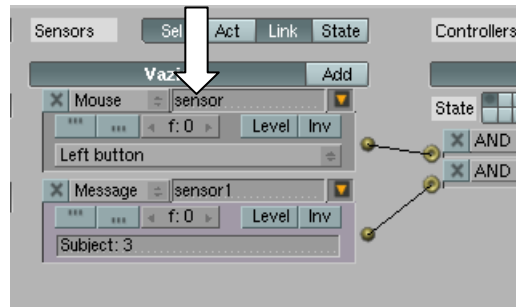 Sensors Sel Act Link State Controllers
Add
State
X Mouse sensor
X AND
f: 0 Level Inv
X AND
Left button
X Message sensor1
f: 0 Level Inv
Subject: 3